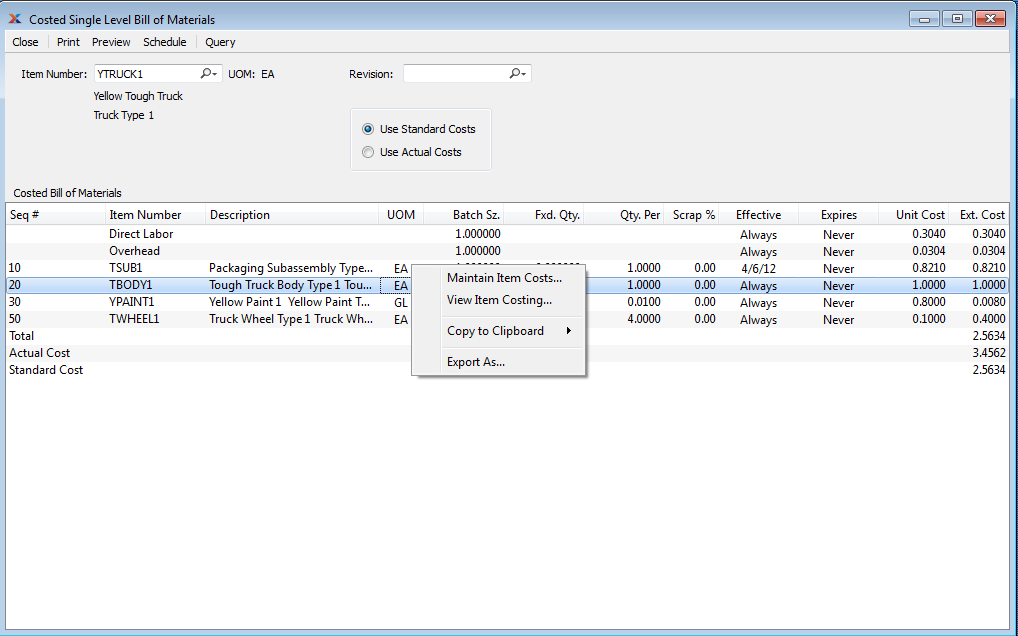 Costed Single Level Bill of Materials
Close Print Preview Schedule Query
Item Number: YTRUCK1 UOM: EA Revision:
Yellow Tough Truck
Truck Type 1
Use Standard Costs
Use Actual Costs
Costed Bill of Materials
Seq # Item Number Description UOM Batch Sz. Fxd. Qty. Qty. Per Scrap % Effective Expires Unit Cost Ext. Cost
Direct Labor 1.000000 Always Never 0.3040 0.3040
Overhead 1.000000 Always Never 0.0304 0.0304
10 TSUB1 Packaging Subassembly Type... EA 1.0000 0.00 4/6/12 Never 0.8210 0.8210
20 TBODY1 Tough Truck Body Type 1 Tou... EA 1.0000 0.00 Always Never 1.0000 1.0000
30 YPAINT1 Yellow Paint 1 Yellow Paint T... GL 0.0100 0.00 Always Never 0.8000 0.0080
50 TWHEEL1 Truck Wheel Type 1 Truck Wh... EA 4.0000 0.00 Always Never 0.1000 0.4000
Total 2.5634
Actual Cost 3.4562
Standard Cost 2.5634
Maintain Item Costs...
View Item Costing...
Copy to Clipboard
Export As...